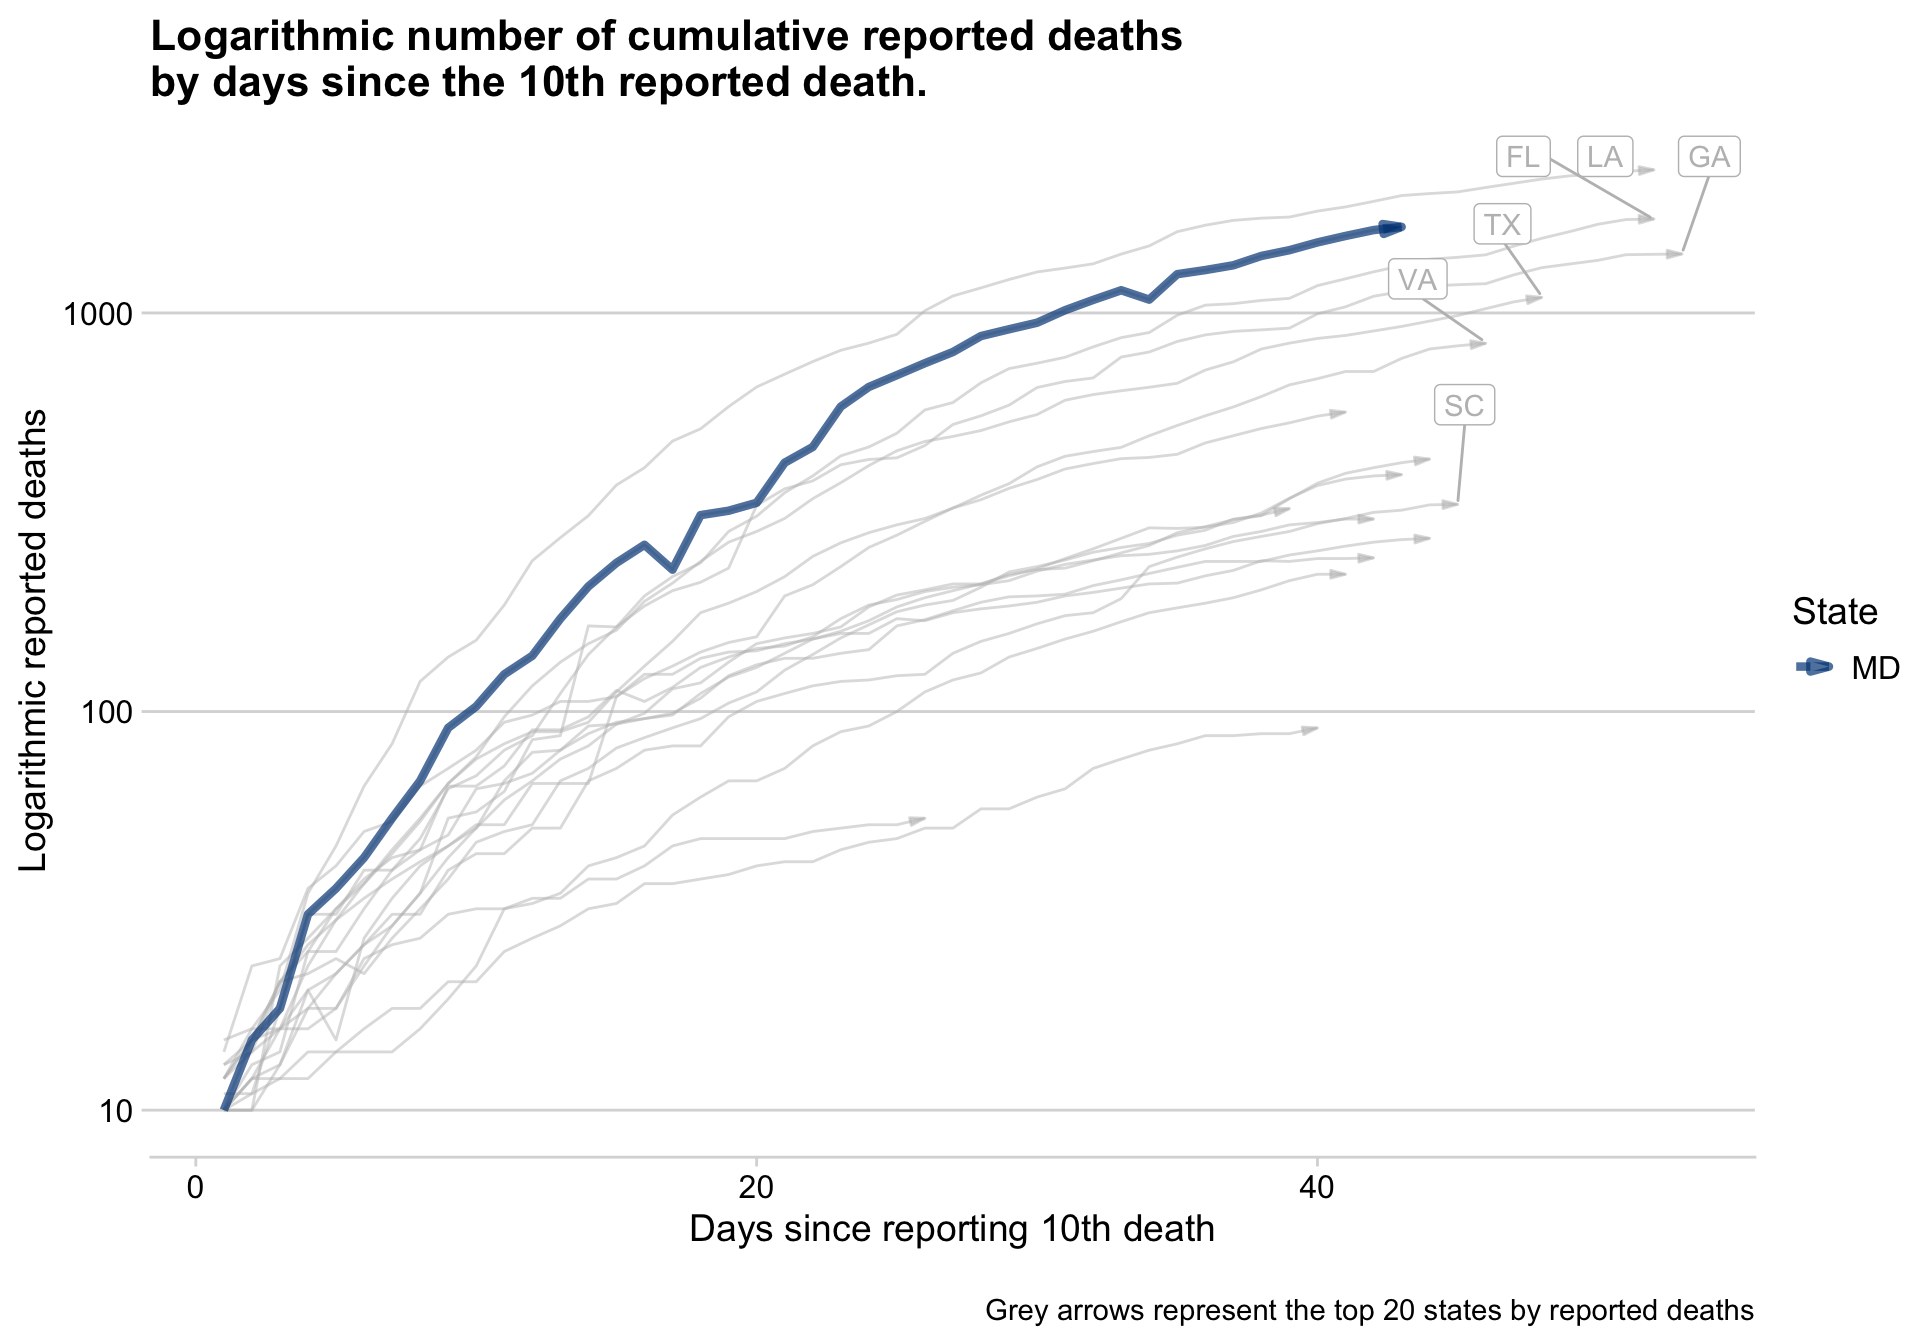 Logarithmic number of cumulative reported deaths
by days since the 10th reported death.
FL
LA
GA
TX
VA
SC
1000
100
10
Logarithmic reported deaths
0
20
40
Days since reporting 10th death
State
MD
Grey arrows represent the top 20 states by reported deaths